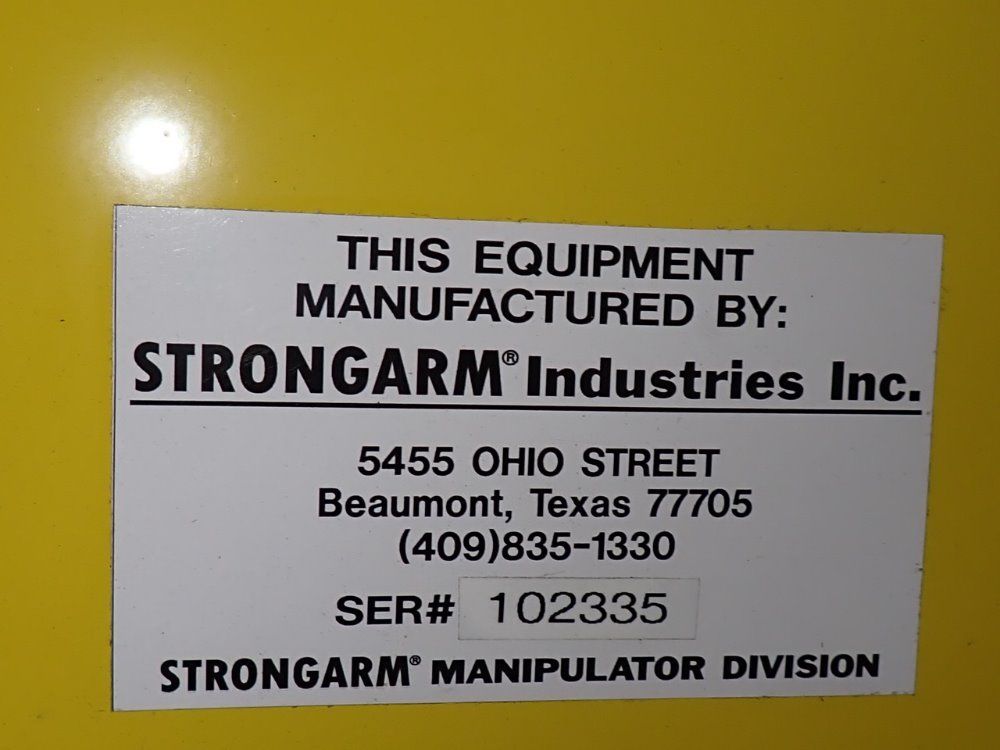 THIS EQUIPMENT
MANUFACTURED BY:
STRONGARM® Industries Inc.
5455 OHIO STREET
Beaumont, Texas 77705
(409)835-1330
SER# 102335
STRONGARM® MANIPULATOR DIVISION